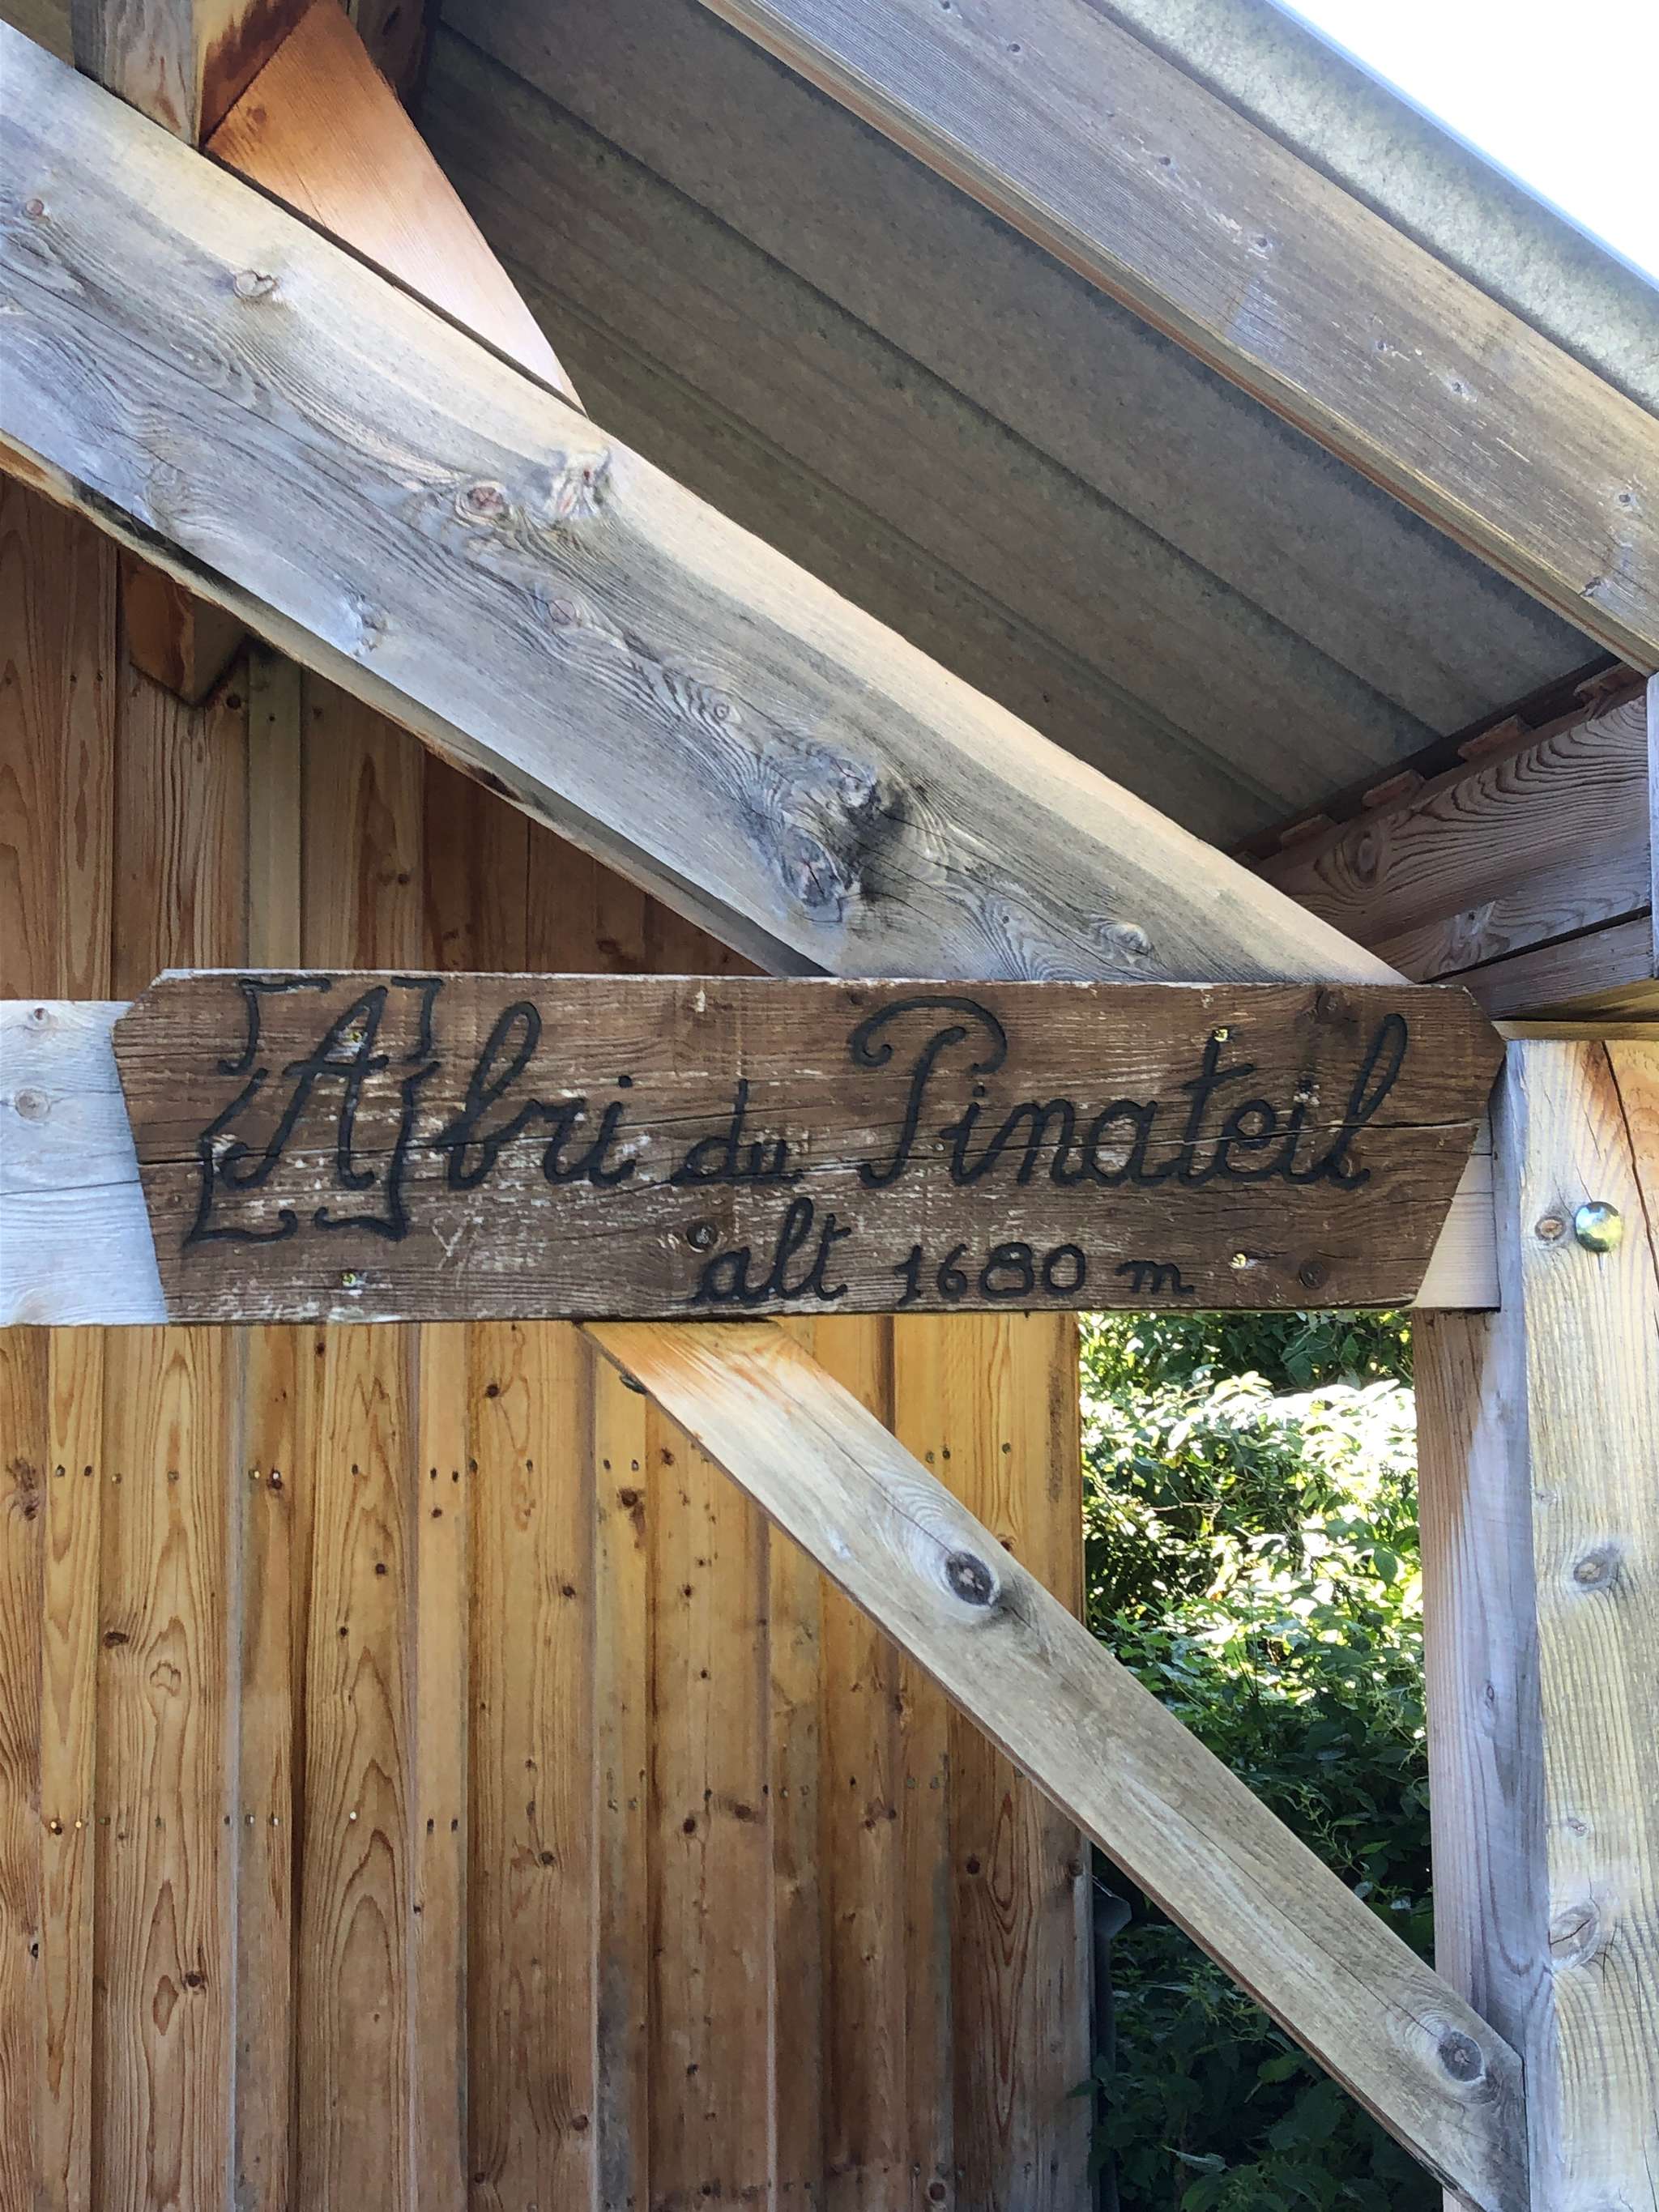 Abri du Pinateil
alt 1680 m